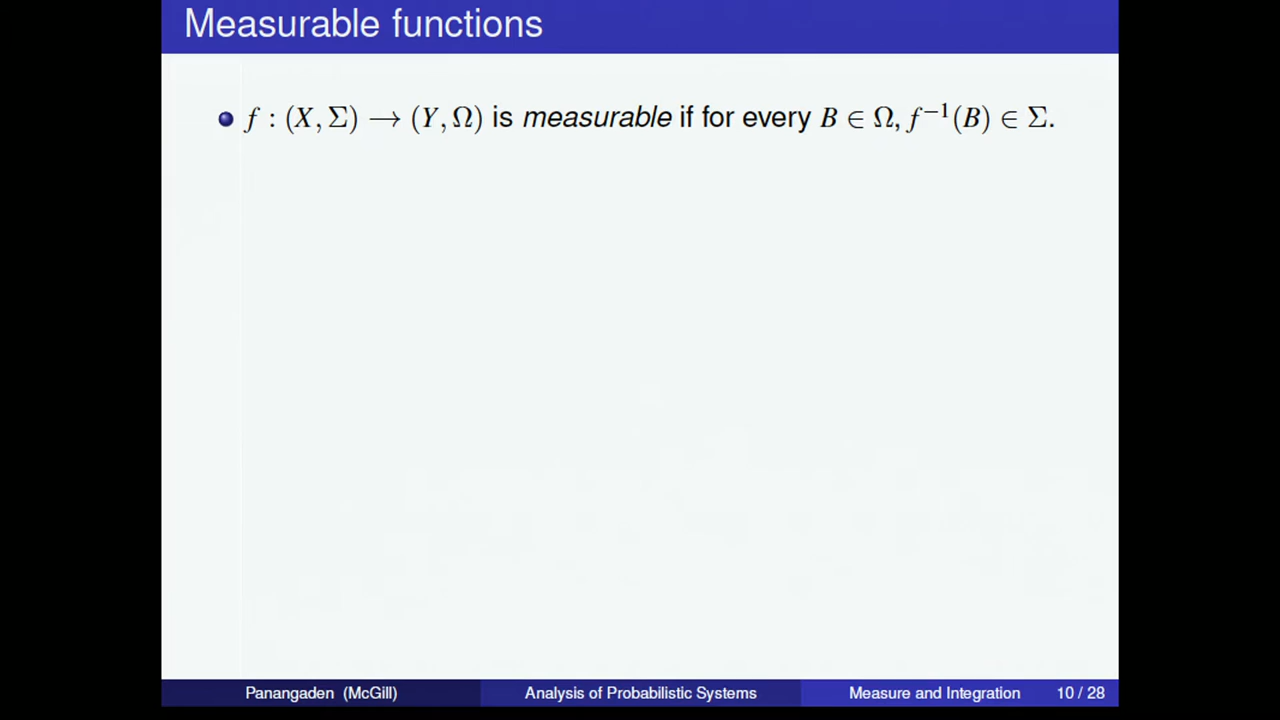 Measurable functions
f : (X, Σ) → (Y, Ω) is measurable if for every B ∈ Ω, f⁻¹(B) ∈ Σ.
Panangaden (McGill) Analysis of Probabilistic Systems Measure and Integration 10 / 28